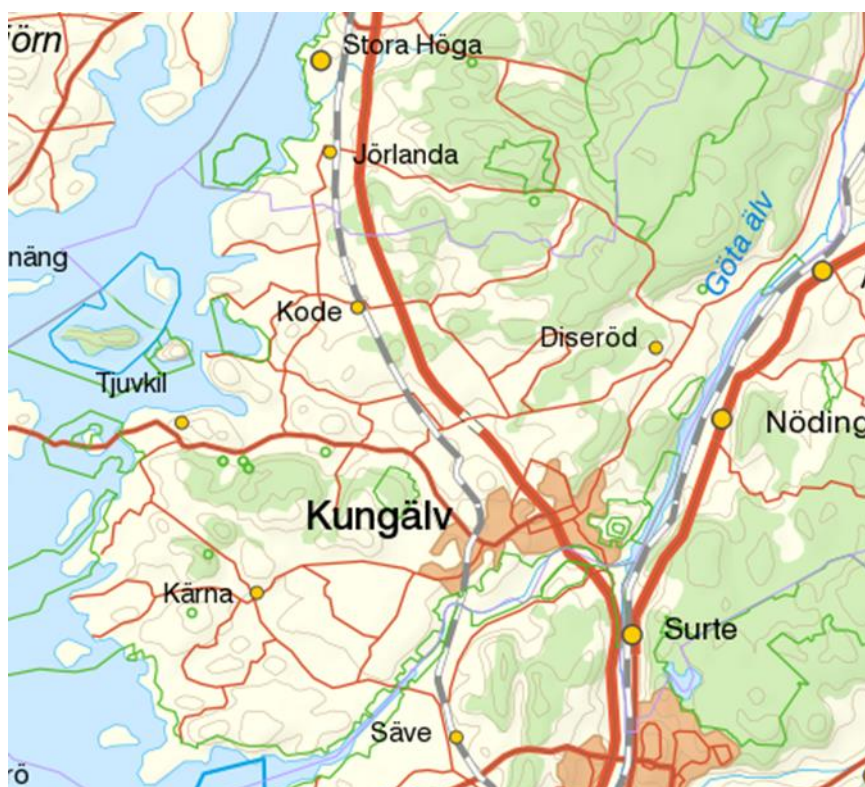 örn
Stora Höga
Jörlanda
näng
Göta älv
Kode
Diseröd
Tjuvkil
Nöding
Kungälv
Kärna
Surte
Säve
rö